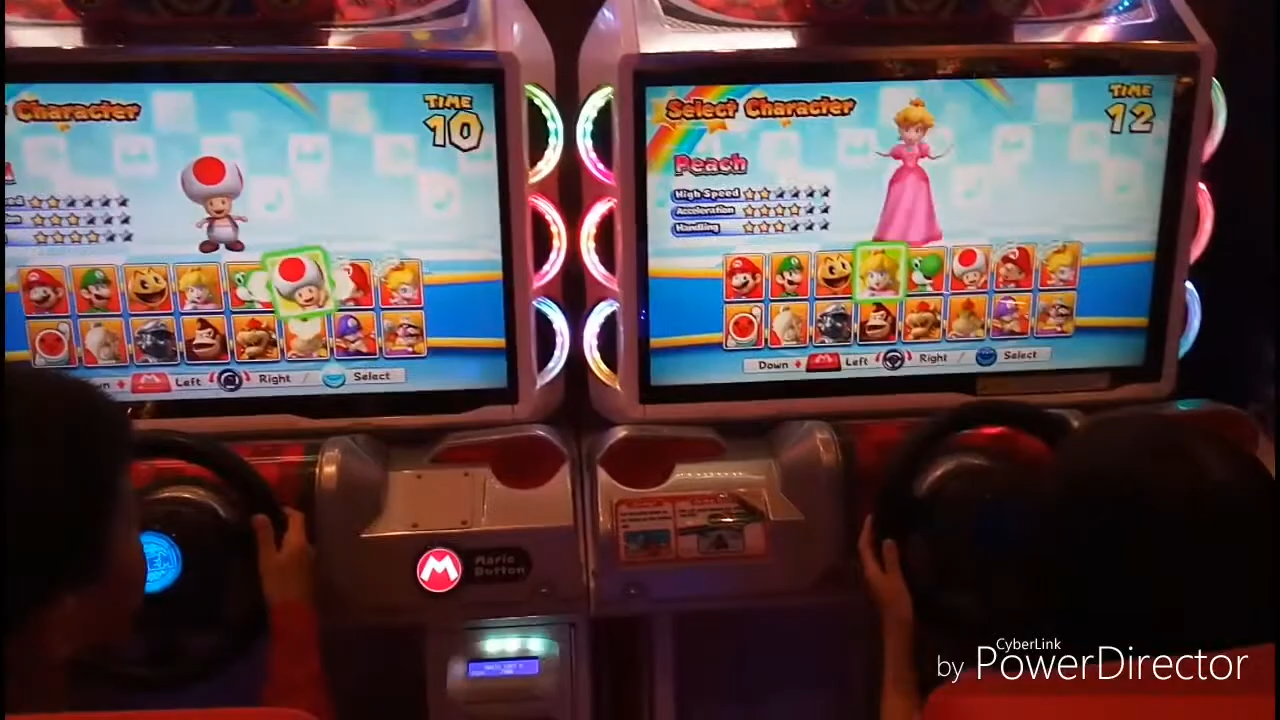 Character
TIME
10
Down
Left
Right /
Select
Select Character
TIME
12
Peach
High Speed
Acceleration
Handling
Down
Left
Right /
Select
M
Mario
Button
CyberLink
by PowerDirector